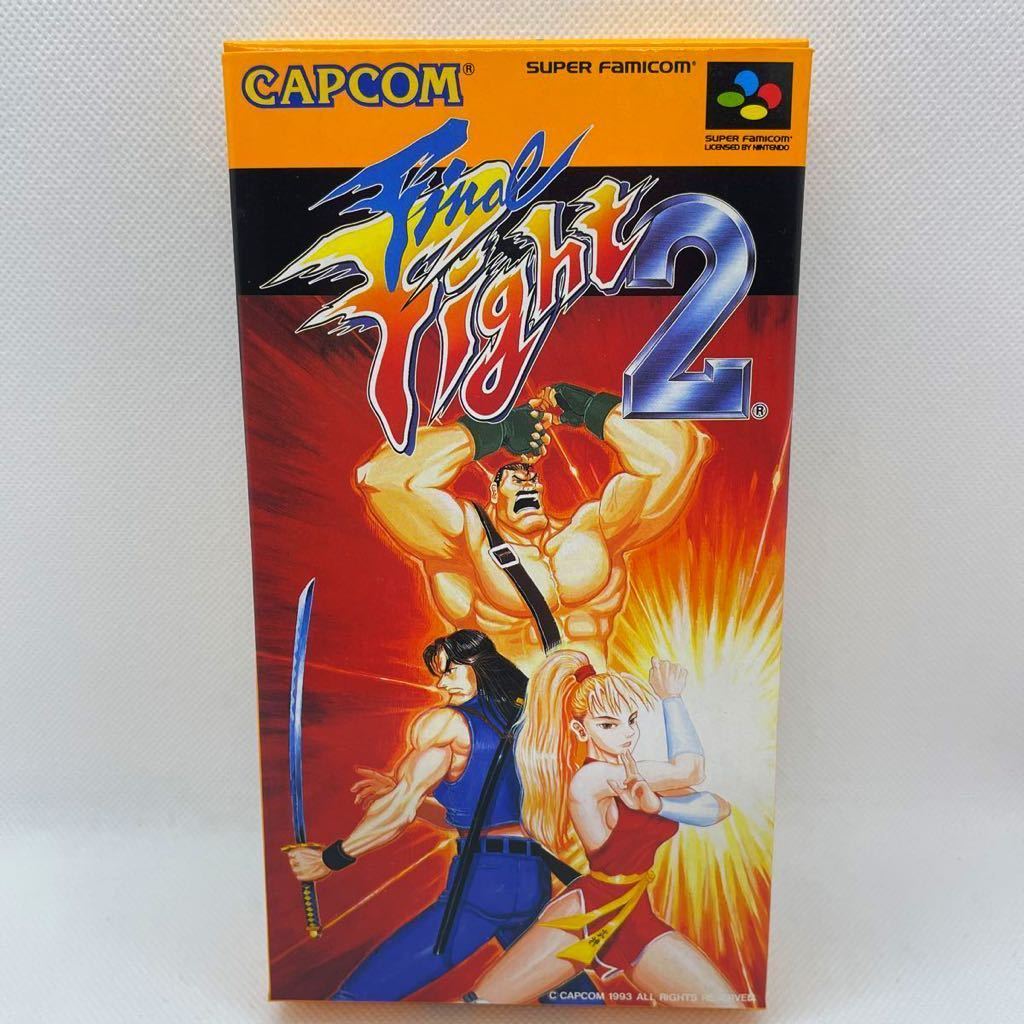 CAPCOM®
SUPER FAMICOM®
SUPER FAMICOM®
LICENSED BY NINTENDO
Final
Fight 2®
© CAPCOM 1993 ALL RIGHTS RESERVED